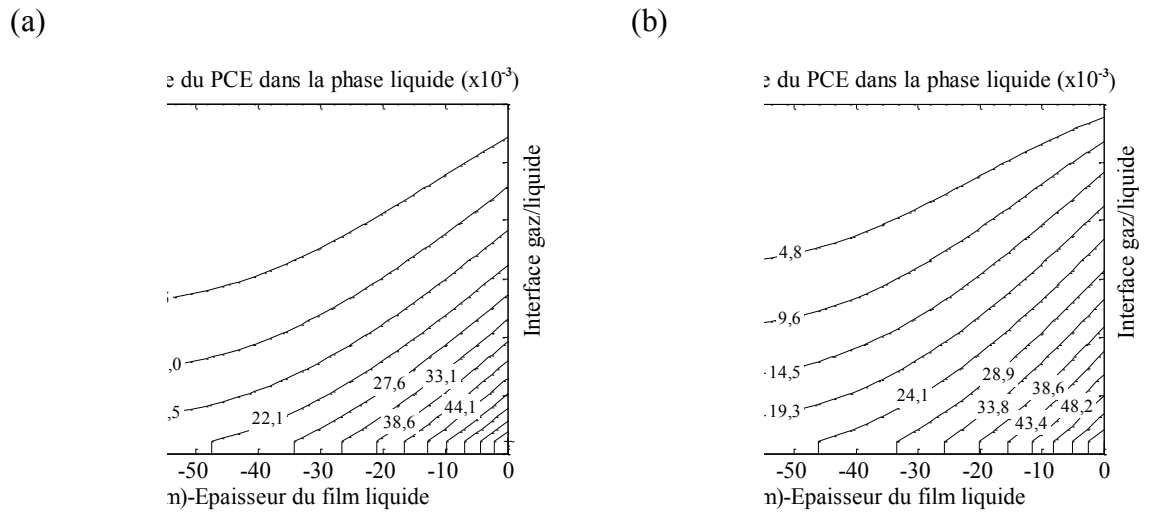 (a)
(b)
e du PCE dans la phase liquide (x10⁻³)
Interface gaz/liquide
,0
,5
22,1
27,6
33,1
38,6
44,1
-50 -40 -30 -20 -10 0
m)-Epaisseur du film liquide
e du PCE dans la phase liquide (x10⁻³)
Interface gaz/liquide
4,8
9,6
14,5
19,3
24,1
28,9
33,8
38,6
43,4
48,2
-50 -40 -30 -20 -10 0
m)-Epaisseur du film liquide